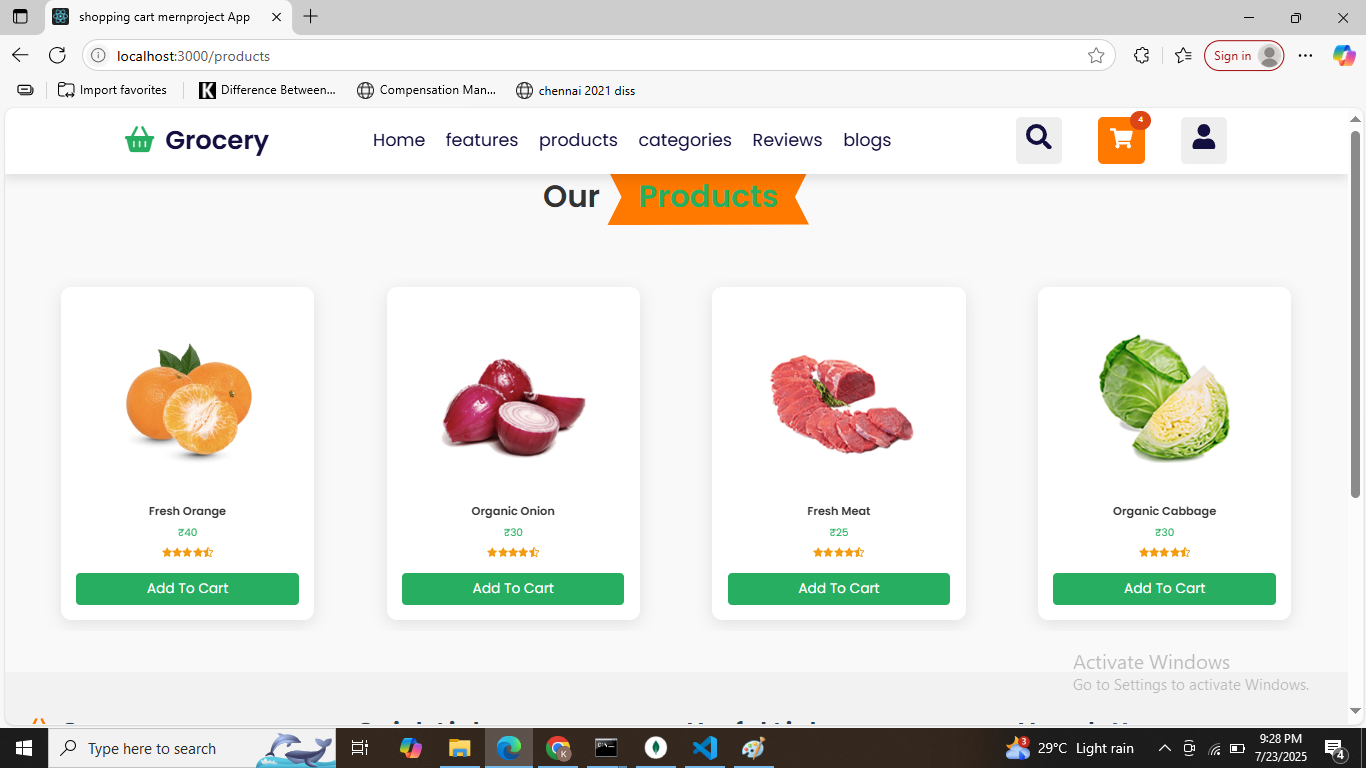 shopping cart mernproject App
localhost:3000/products
Sign in
Import favorites
Difference Between...
Compensation Man...
chennai 2021 diss
Grocery
Home features products categories Reviews blogs
4
Our Products
Fresh Orange
₹40
Add To Cart
Organic Onion
₹30
Add To Cart
Fresh Meat
₹25
Add To Cart
Organic Cabbage
₹30
Add To Cart
Activate Windows
Go to Settings to activate Windows.
Type here to search
K
3
29°C Light rain
9:28 PM
7/23/2025
4